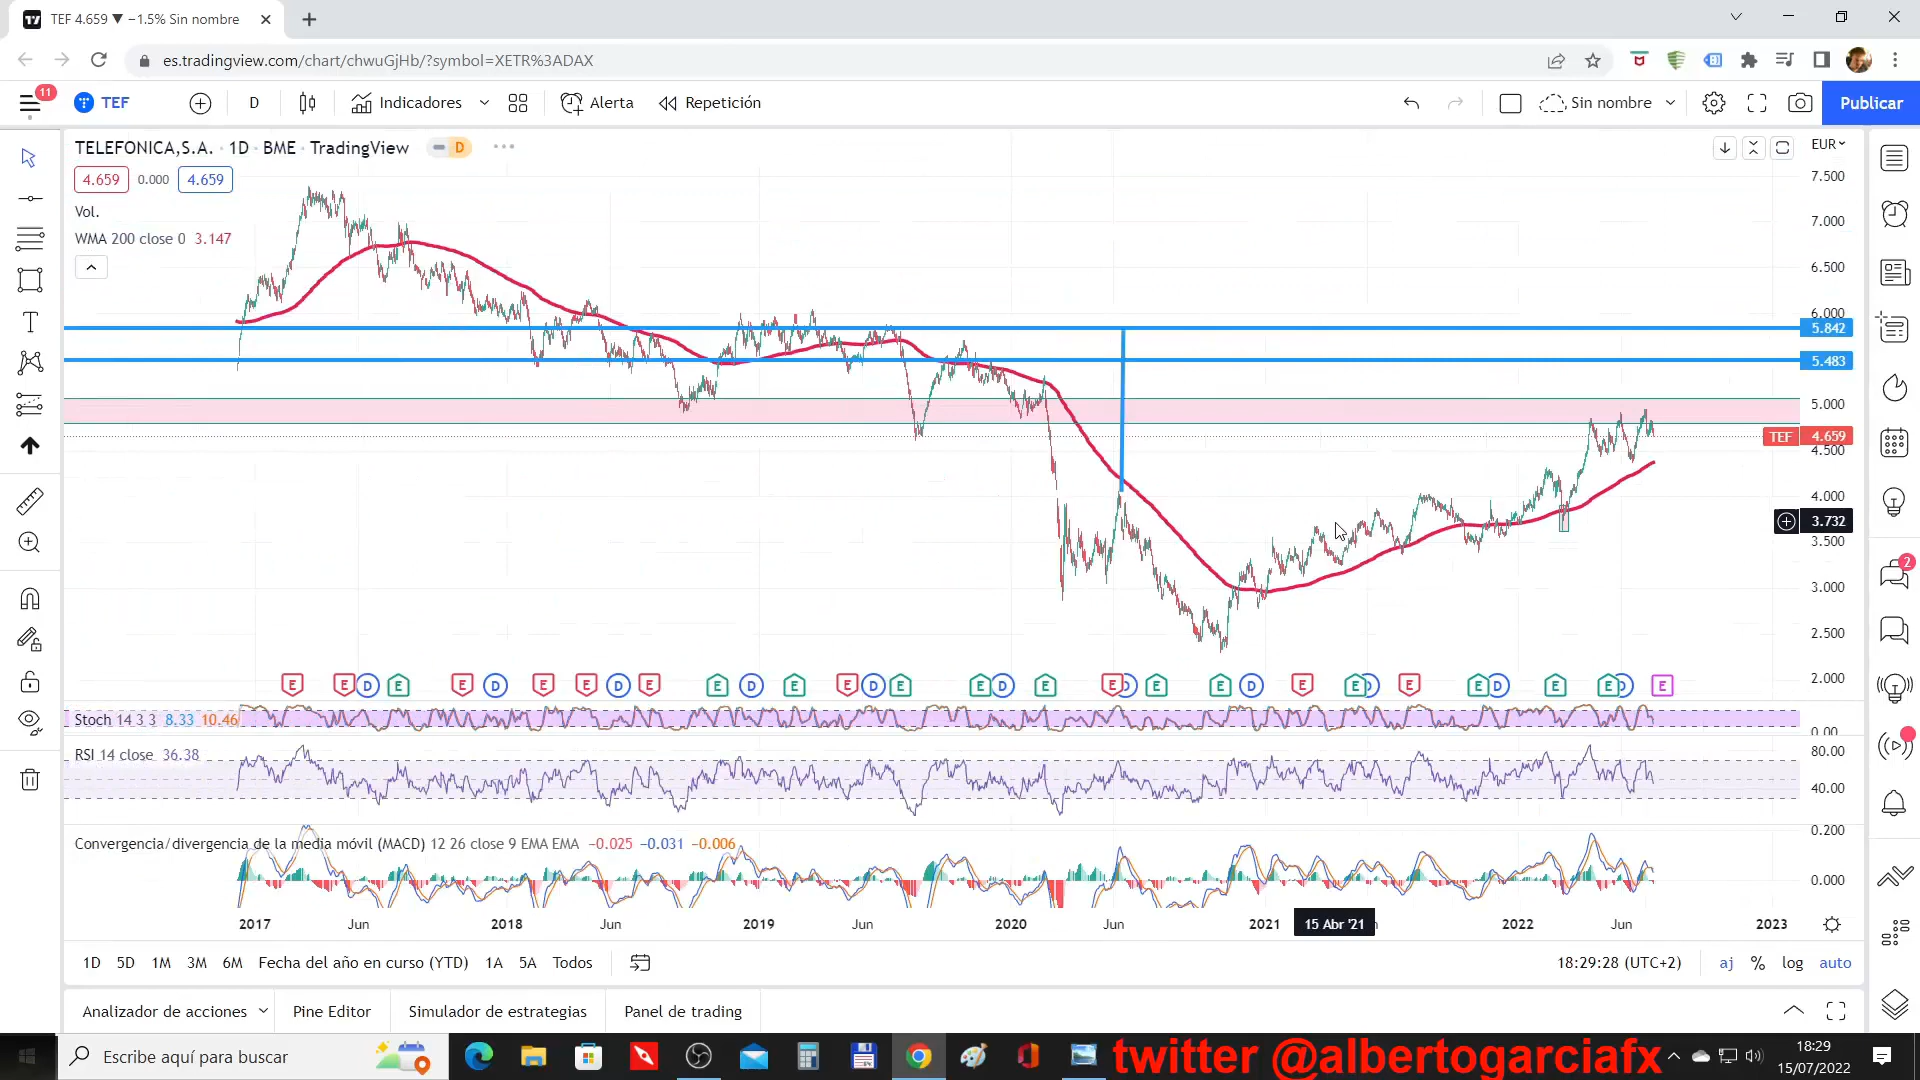 TEF 4.659 ▼ −1.5% Sin nombre
es.tradingview.com/chart/chwuGjHb/?symbol=XETR%3ADAX
11
TEF D Indicadores Alerta Repetición Sin nombre Publicar
TELEFONICA,S.A. · 1D · BME · TradingView D
EUR
4.659 0.000 4.659
Vol.
WMA 200 close 0 3.147
7.500
7.000
6.500
6.000
5.842
5.483
5.000
TEF 4.659
4.500
4.000
3.732
3.500
3.000
2.500
2.000
2
E E D E E D E E D E E D E E D E E D E E D E E D E E D E E D E E D E
Stoch 14 3 3 8.33 10.46
0.00
RSI 14 close 36.38
80.00
40.00
Convergencia/divergencia de la media móvil (MACD) 12 26 close 9 EMA EMA −0.025 −0.031 −0.006
0.200
0.000
2017 Jun 2018 Jun 2019 Jun 2020 Jun 2021 15 Abr '21 2022 Jun 2023
1D 5D 1M 3M 6M Fecha del año en curso (YTD) 1A 5A Todos
18:29:28 (UTC+2) aj % log auto
Analizador de acciones Pine Editor Simulador de estrategias Panel de trading
Escribe aquí para buscar
twitter @albertogarciafx
18:29
15/07/2022